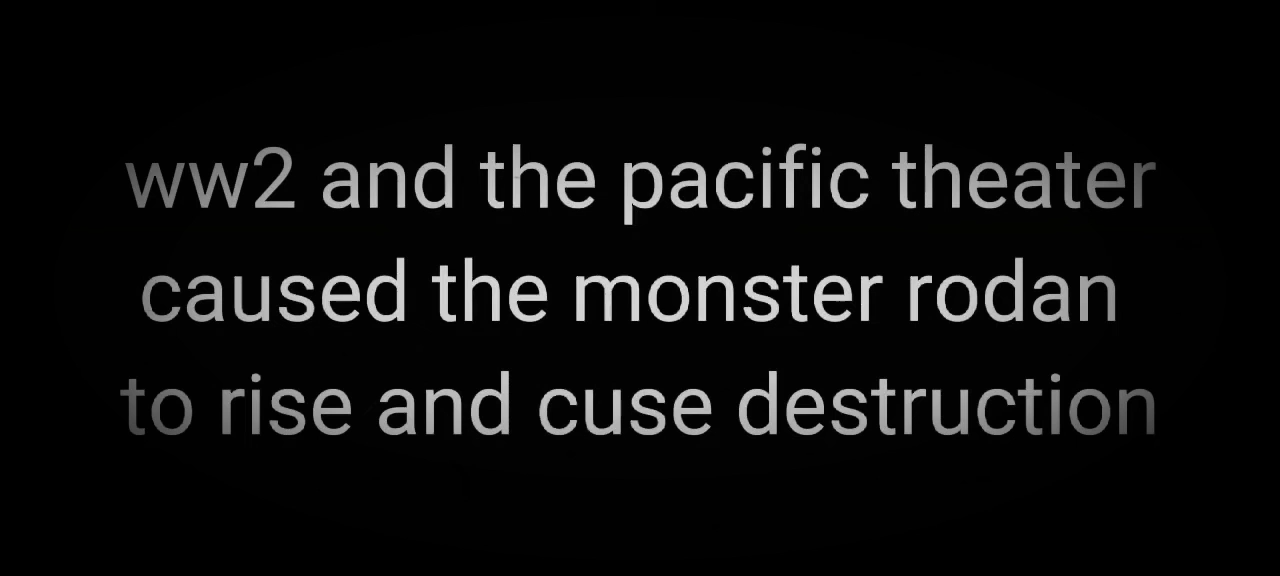 ww2 and the pacific theater
caused the monster rodan
to rise and cuse destruction